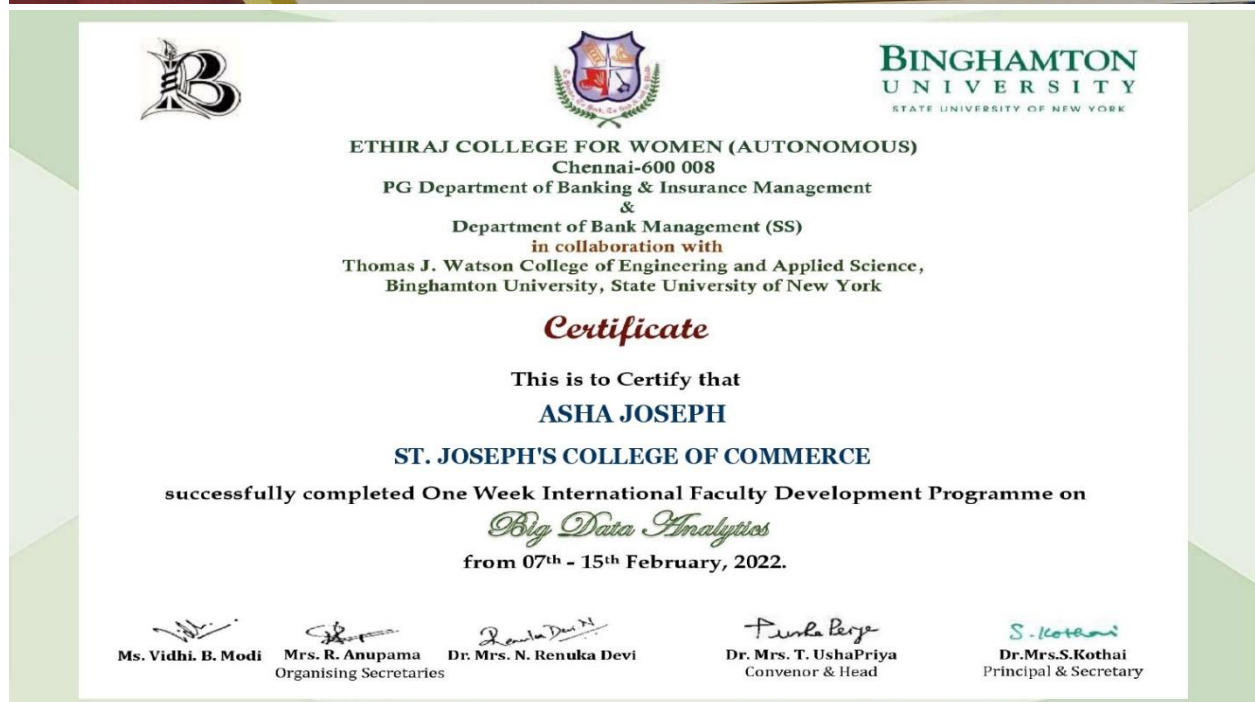 B
BINGHAMTON
UNIVERSITY
STATE UNIVERSITY OF NEW YORK
ETHIRAJ COLLEGE FOR WOMEN (AUTONOMOUS)
Chennai-600 008
PG Department of Banking & Insurance Management
&
Department of Bank Management (SS)
in collaboration with
Thomas J. Watson College of Engineering and Applied Science,
Binghamton University, State University of New York
Certificate
This is to Certify that
ASHA JOSEPH
ST. JOSEPH'S COLLEGE OF COMMERCE
successfully completed One Week International Faculty Development Programme on
Big Data Analytics
from 07th - 15th February, 2022.
Renuka Devi N
S. Kothai
Ms. Vidhi. B. Modi Mrs. R. Anupama Dr. Mrs. N. Renuka Devi Dr. Mrs. T. UshaPriya Dr.Mrs.S.Kothai
Organising Secretaries Convenor & Head Principal & Secretary